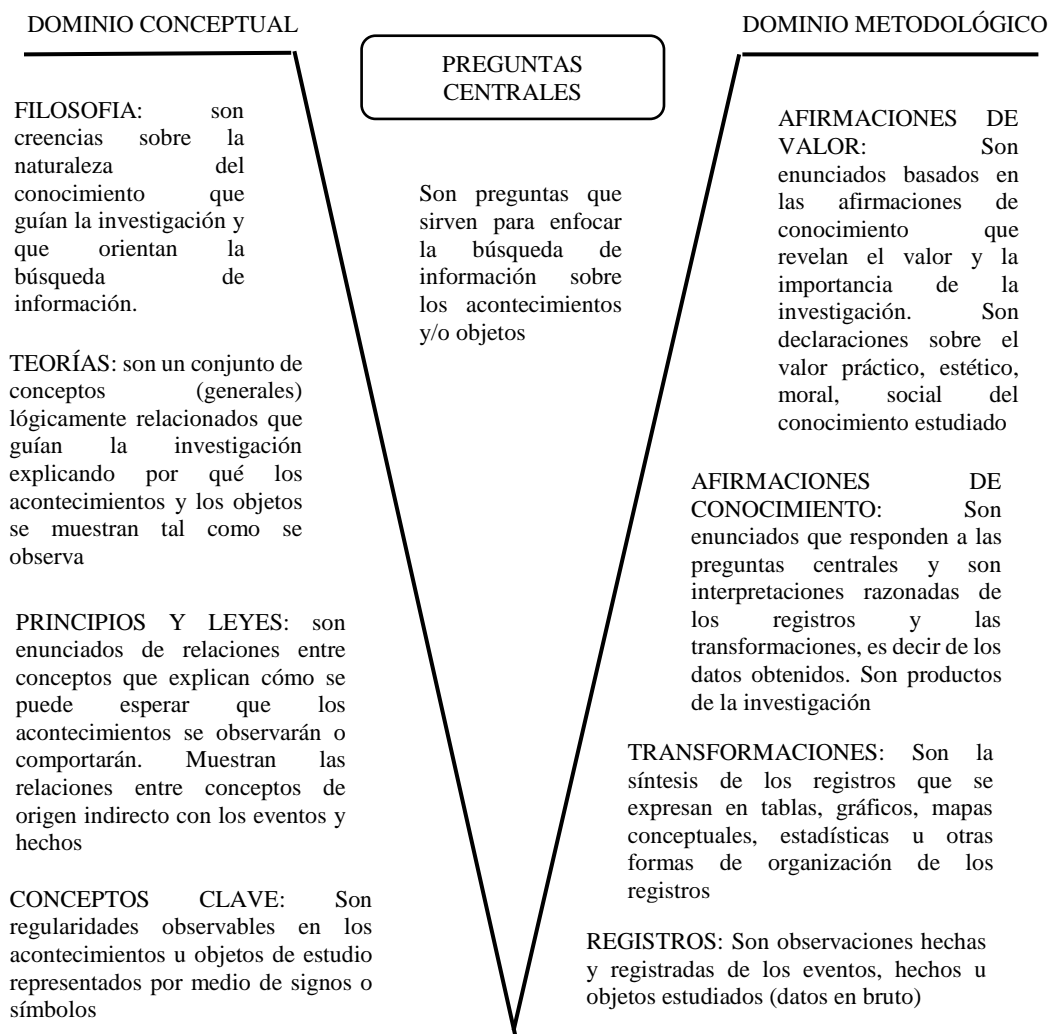 DOMINIO CONCEPTUAL
FILOSOFIA: son
creencias sobre la
naturaleza del
conocimiento que
guían la investigación y
que orientan la
búsqueda de
información.
TEORÍAS: son un conjunto de
conceptos (generales)
lógicamente relacionados que
guían la investigación
explicando por qué los
acontecimientos y los objetos
se muestran tal como se
observa
PRINCIPIOS Y LEYES: son
enunciados de relaciones entre
conceptos que explican cómo se
puede esperar que los
acontecimientos se observarán o
comportarán. Muestran las
relaciones entre conceptos de
origen indirecto con los eventos y
hechos
CONCEPTOS CLAVE: Son
regularidades observables en los
acontecimientos u objetos de estudio
representados por medio de signos o
símbolos
PREGUNTAS
CENTRALES
Son preguntas que
sirven para enfocar
la búsqueda de
información sobre
los acontecimientos
y/o objetos
DOMINIO METODOLÓGICO
AFIRMACIONES DE
VALOR: Son
enunciados basados en
las afirmaciones de
conocimiento que
revelan el valor y la
importancia de la
investigación. Son
declaraciones sobre el
valor práctico, estético,
moral, social del
conocimiento estudiado
AFIRMACIONES DE
CONOCIMIENTO: Son
enunciados que responden a las
preguntas centrales y son
interpretaciones razonadas de
los registros y las
transformaciones, es decir de los
datos obtenidos. Son productos
de la investigación
TRANSFORMACIONES: Son la
síntesis de los registros que se
expresan en tablas, gráficos, mapas
conceptuales, estadísticas u otras
formas de organización de los
registros
REGISTROS: Son observaciones hechas
y registradas de los eventos, hechos u
objetos estudiados (datos en bruto)